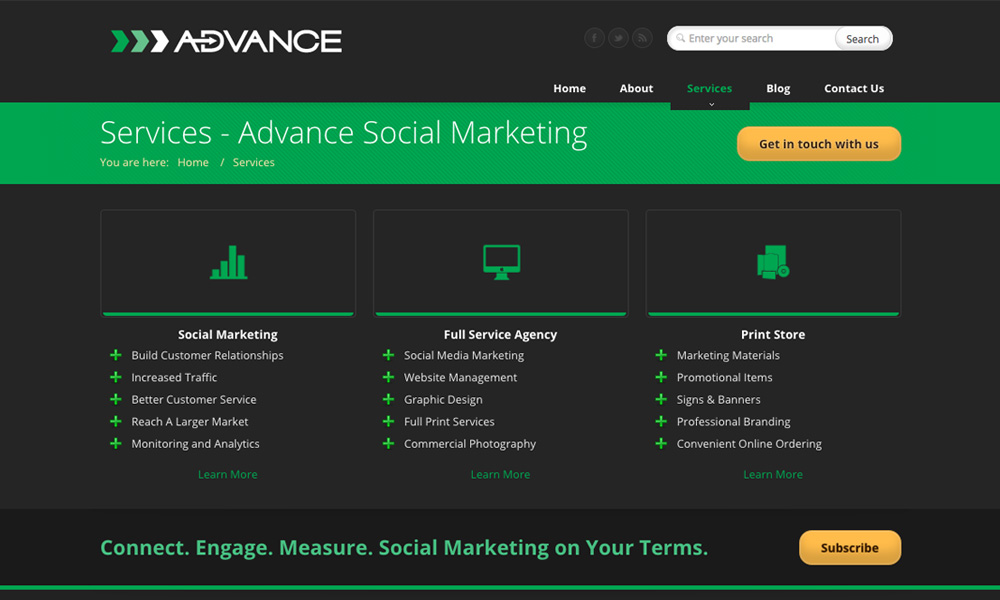 ADVANCE
Enter your search
Search
Home
About
Services
Blog
Contact Us
Services - Advance Social Marketing
You are here: Home / Services
Get in touch with us
Social Marketing
Build Customer Relationships
Increased Traffic
Better Customer Service
Reach A Larger Market
Monitoring and Analytics
Learn More
Full Service Agency
Social Media Marketing
Website Management
Graphic Design
Full Print Services
Commercial Photography
Learn More
Print Store
Marketing Materials
Promotional Items
Signs & Banners
Professional Branding
Convenient Online Ordering
Learn More
Connect. Engage. Measure. Social Marketing on Your Terms.
Subscribe